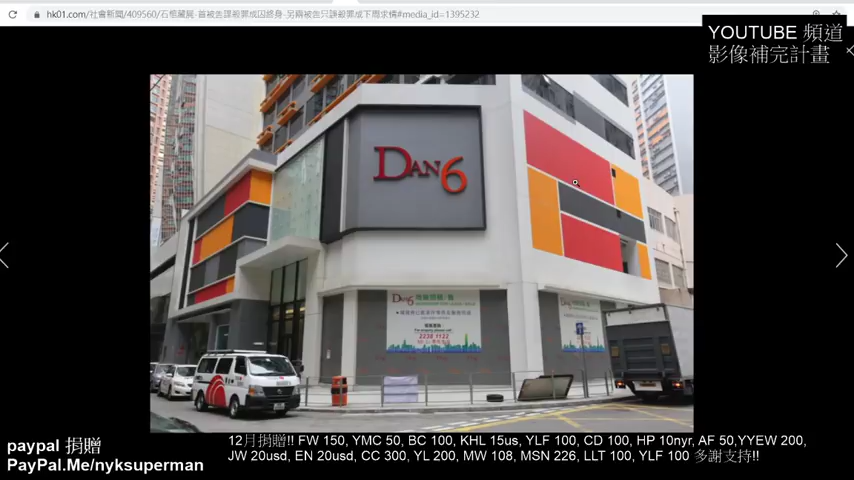 hk01.com/社會新聞/409560/石棺藏屍-首被告謀殺罪成囚終身-另兩被告只誤殺罪成下周求情#media_id=1395232
YOUTUBE 頻道
影像補完計畫
DAN6
DAN6
2238 1122
paypal 捐贈
PayPal.Me/nyksuperman
12月捐贈!! FW 150, YMC 50, BC 100, KHL 15us, YLF 100, CD 100, HP 10nyr, AF 50,YYEW 200,
JW 20usd, EN 20usd, CC 300, YL 200, MW 108, MSN 226, LLT 100, YLF 100 多謝支持!!